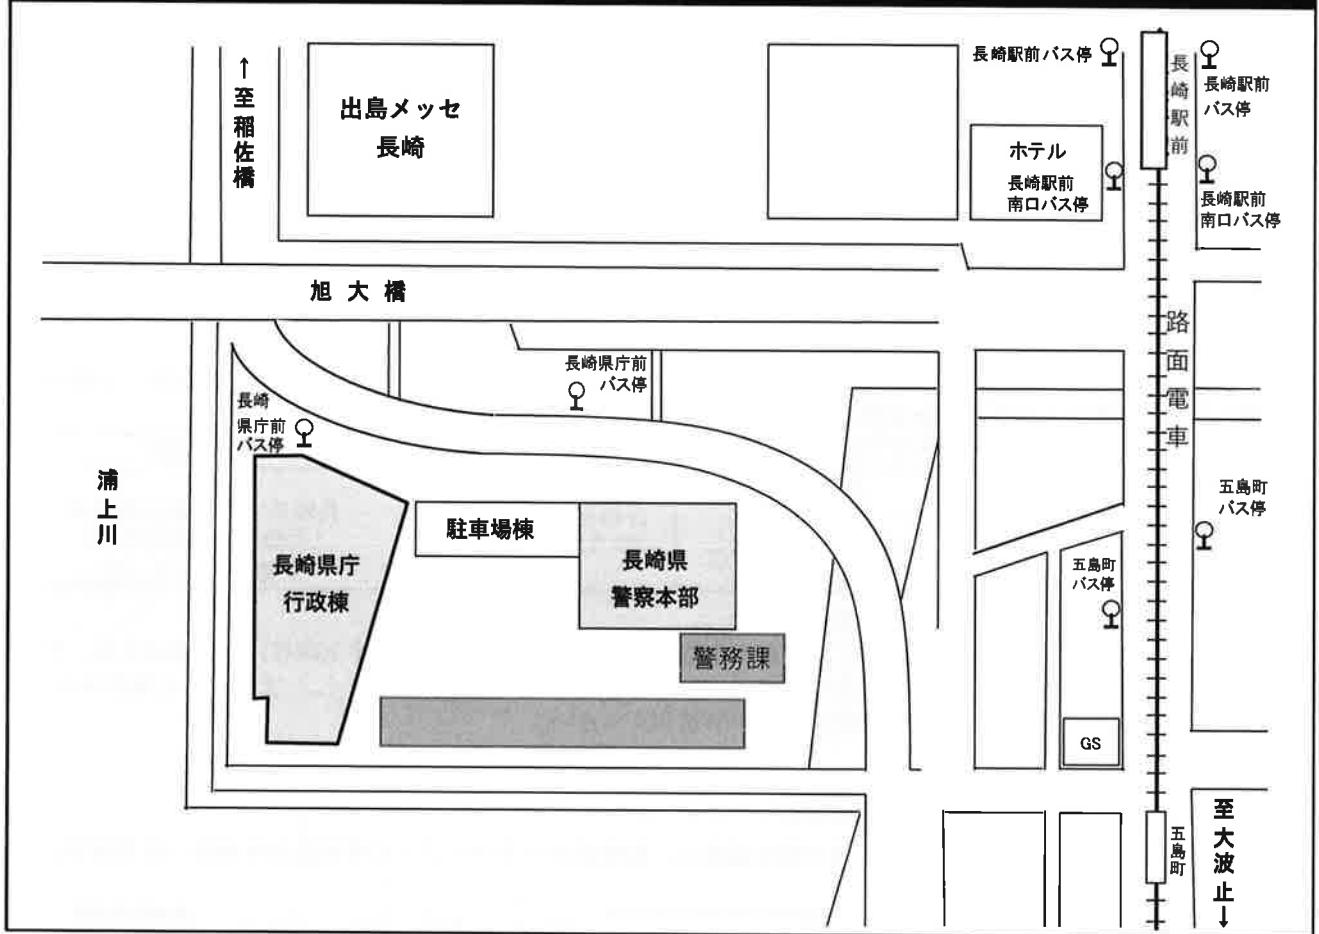 長崎駅前バス停
長崎駅前
長崎駅前
バス停
↑至稲佐橋
出島メッセ
長崎
ホテル
長崎駅前
南口バス停
長崎駅前
南口バス停
旭大橋
路面電車
長崎県庁前
バス停
長崎
県庁前
バス停
浦上川
駐車場棟
長崎県庁
行政棟
長崎県
警察本部
警務課
五島町
バス停
五島町
バス停
GS
五島町
至大波止↓